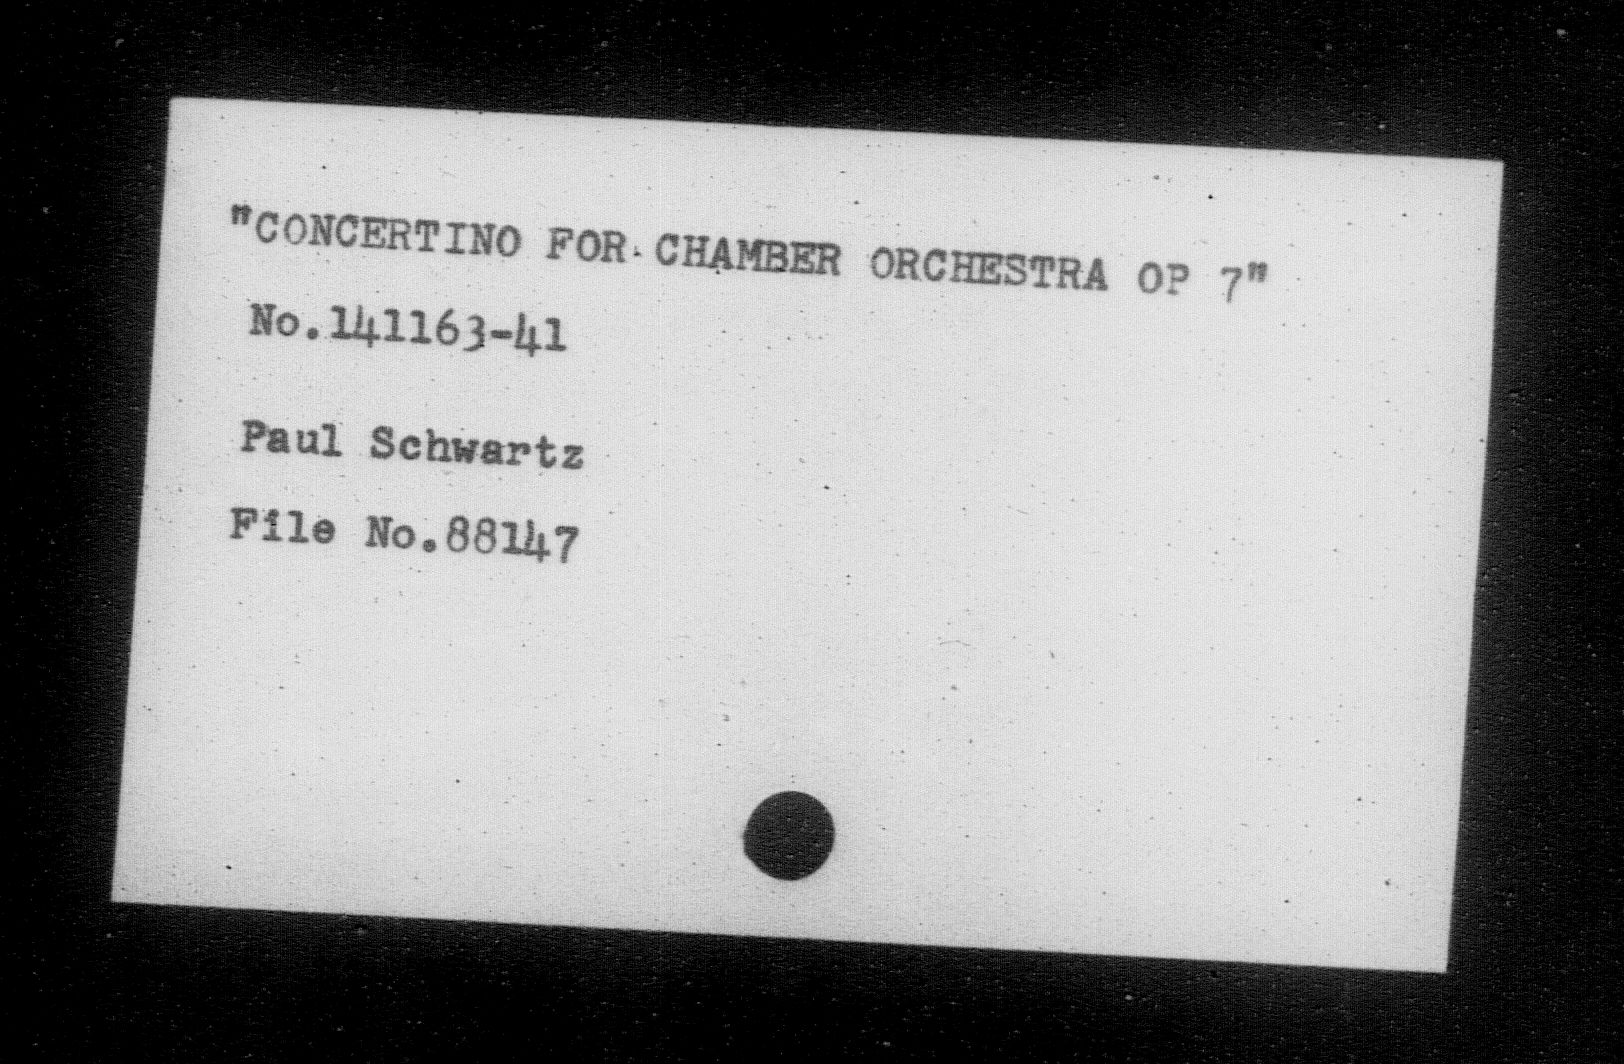 "CONCERTINO FOR CHAMBER ORCHESTRA OP 7"
No.141163-41
Paul Schwartz
File No.88147